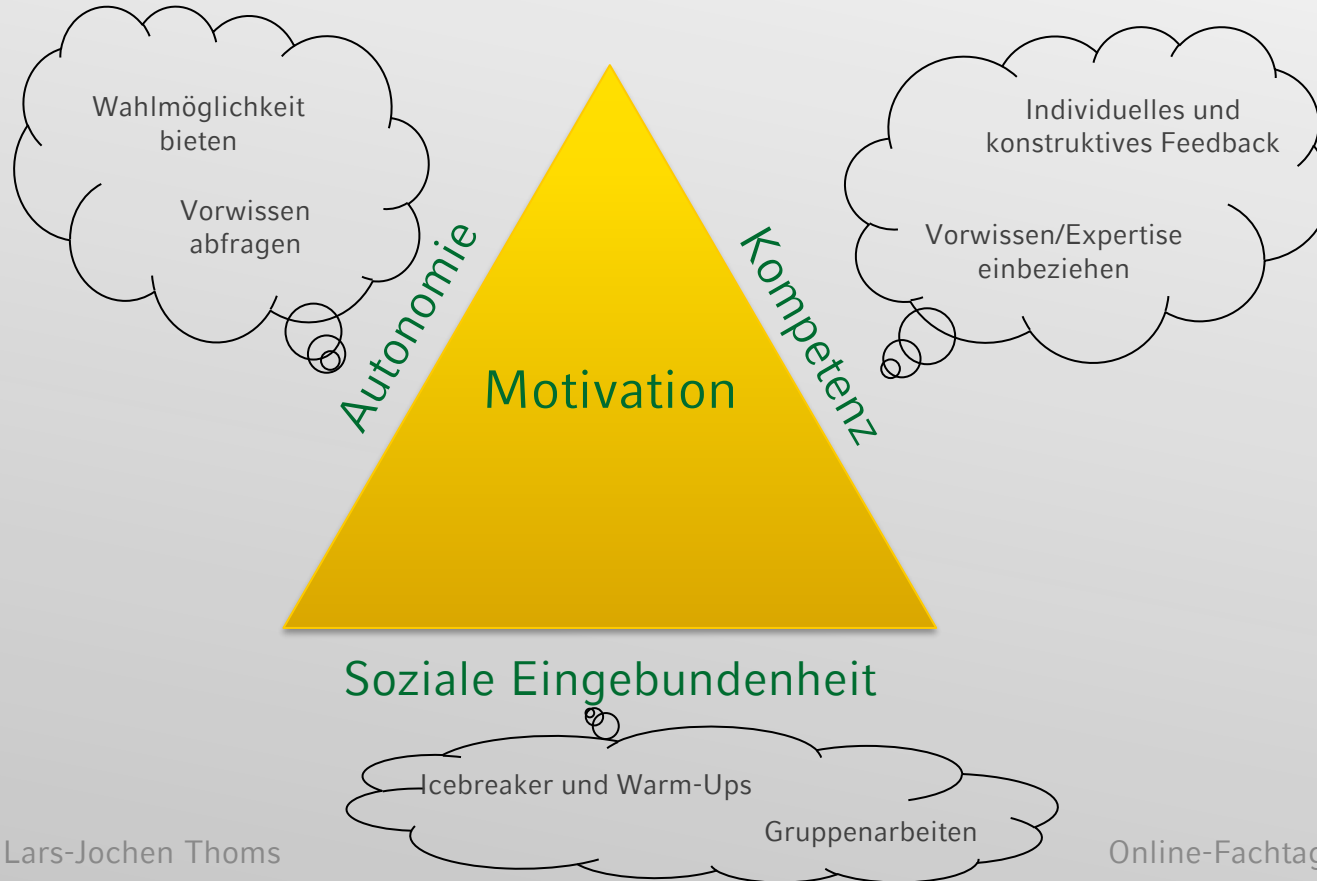 Wahlmöglichkeit
bieten
Vorwissen
abfragen
Individuelles und
konstruktives Feedback
Vorwissen/Expertise
einbeziehen
Autonomie
Kompetenz
Motivation
Soziale Eingebundenheit
Icebreaker und Warm-Ups
Gruppenarbeiten
Lars-Jochen Thoms
Online-Fachtag